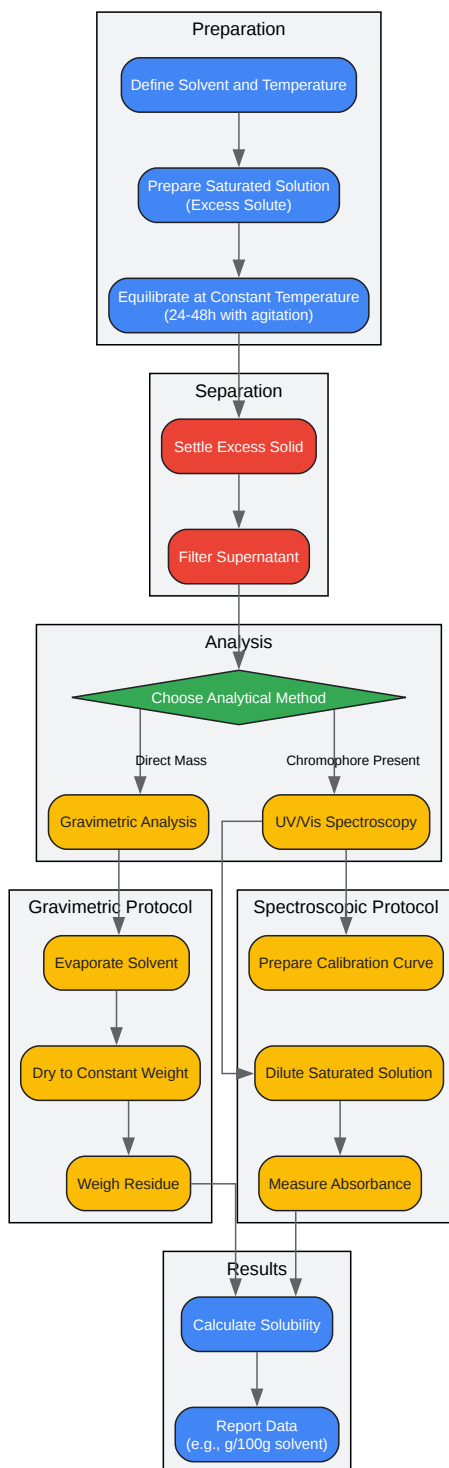 Preparation
Define Solvent and Temperature
Prepare Saturated Solution
(Excess Solute)
Equilibrate at Constant Temperature
(24-48h with agitation)
Separation
Settle Excess Solid
Filter Supernatant
Analysis
Choose Analytical Method
Direct Mass
Chromophore Present
Gravimetric Analysis
UV/Vis Spectroscopy
Gravimetric Protocol
Evaporate Solvent
Dry to Constant Weight
Weigh Residue
Spectroscopic Protocol
Prepare Calibration Curve
Dilute Saturated Solution
Measure Absorbance
Results
Calculate Solubility
Report Data
(e.g., g/100g solvent)